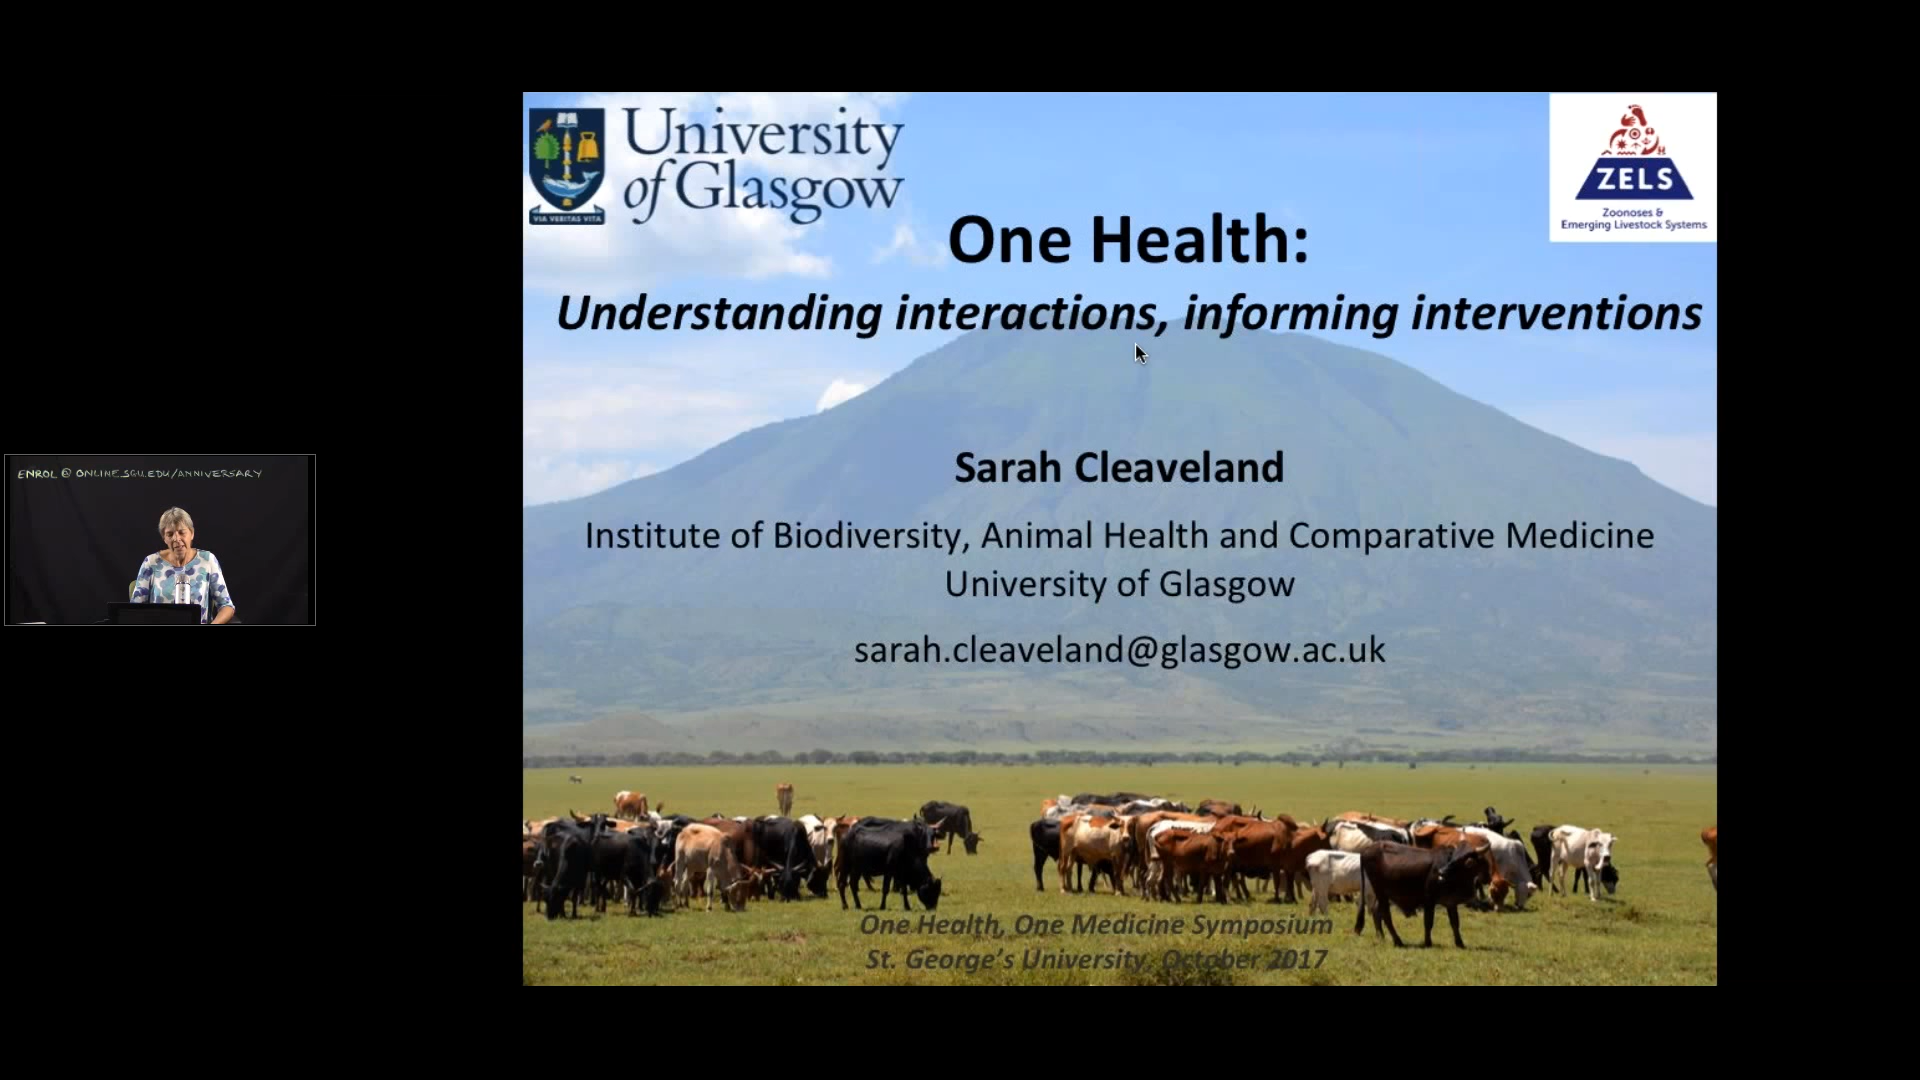 ENROL @ ONLINE.SGU.EDU/ANNIVERSARY
University
of Glasgow
VIA VERITAS VITA
ZELS
Zoonoses &
Emerging Livestock Systems
One Health:
Understanding interactions, informing interventions
Sarah Cleaveland
Institute of Biodiversity, Animal Health and Comparative Medicine
University of Glasgow
sarah.cleaveland@glasgow.ac.uk
One Health, One Medicine Symposium
St. George's University, October 2017